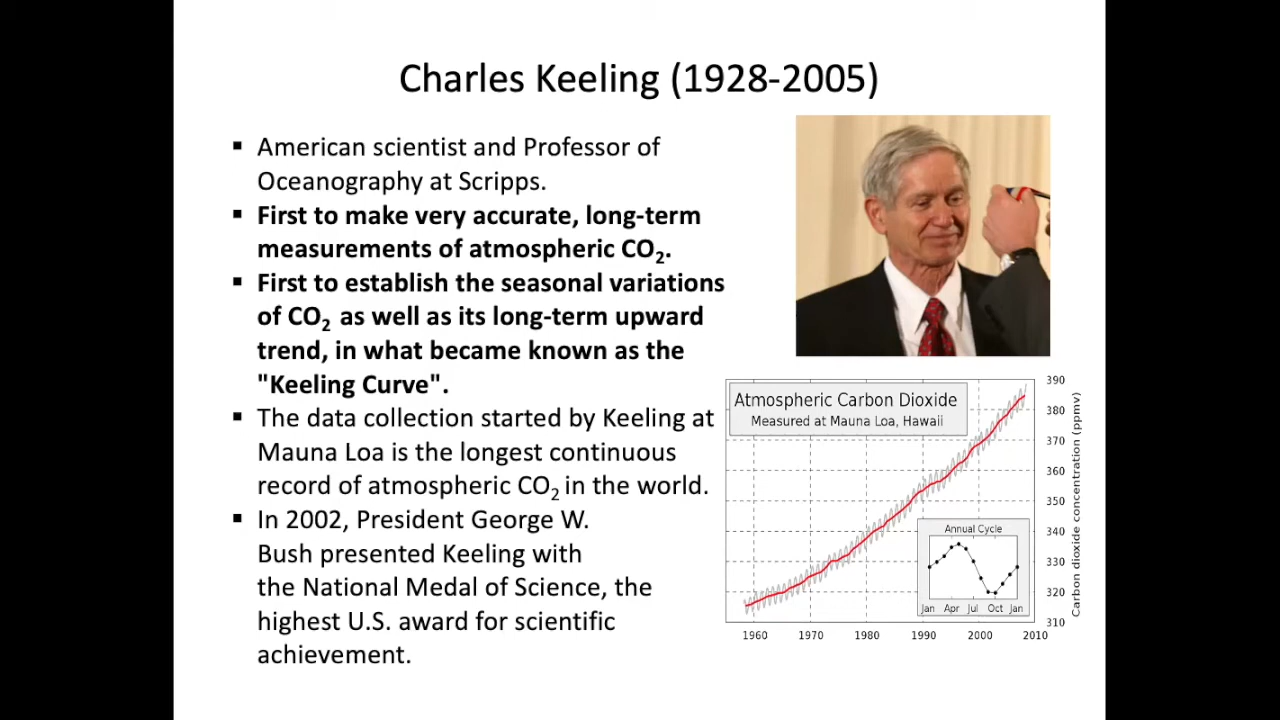 Charles Keeling (1928-2005)
▪ American scientist and Professor of
Oceanography at Scripps.
▪ First to make very accurate, long-term
measurements of atmospheric CO₂.
▪ First to establish the seasonal variations
of CO₂ as well as its long-term upward
trend, in what became known as the
"Keeling Curve".
▪ The data collection started by Keeling at
Mauna Loa is the longest continuous
record of atmospheric CO₂ in the world.
▪ In 2002, President George W.
Bush presented Keeling with
the National Medal of Science, the
highest U.S. award for scientific
achievement.
Atmospheric Carbon Dioxide
Measured at Mauna Loa, Hawaii
390
380
370
360
350
340
330
320
310
Carbon dioxide concentration (ppmv)
Annual Cycle
Jan Apr Jul Oct Jan
1960 1970 1980 1990 2000 2010